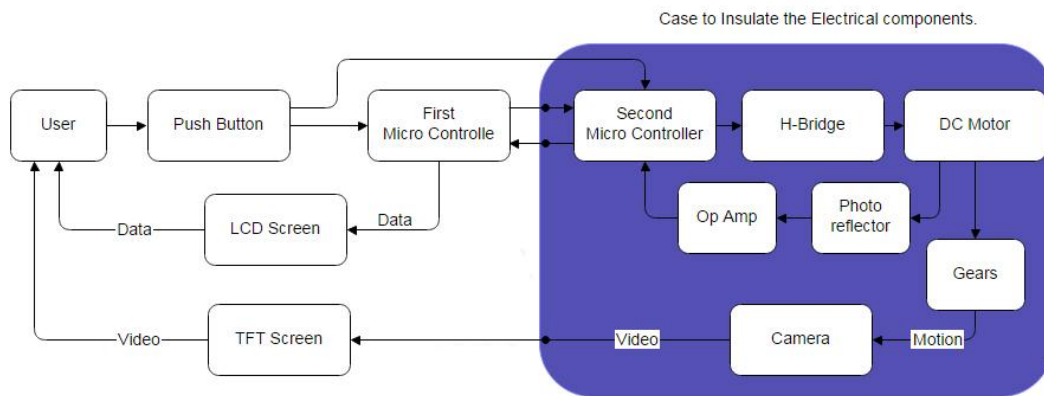 Case to Insulate the Electrical components.
User
Push Button
First
Micro Controlle
Second
Micro Controller
H-Bridge
DC Motor
Op Amp
Photo
reflector
Data
LCD Screen
Data
Gears
Video
TFT Screen
Video
Camera
Motion